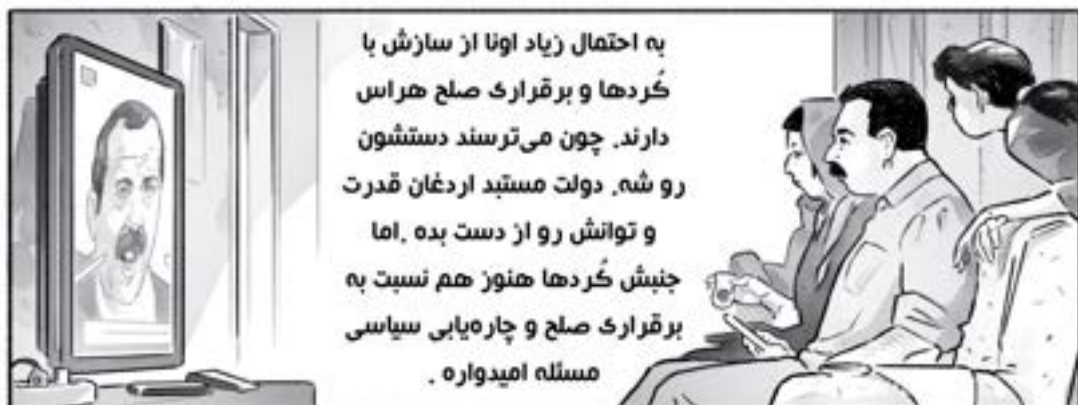 به احتمال زیاد اونا از سازش با
کُردها و برقراری صلح هراس
دارند. چون می‌ترسند دستشون
رو شه. دولت مستبد اردغان قدرت
و توانش رو از دست بده .اما
جنبش کُردها هنوز هم نسبت به
برقراری صلح و چاره‌یابی سیاسی
مسئله امیدواره .